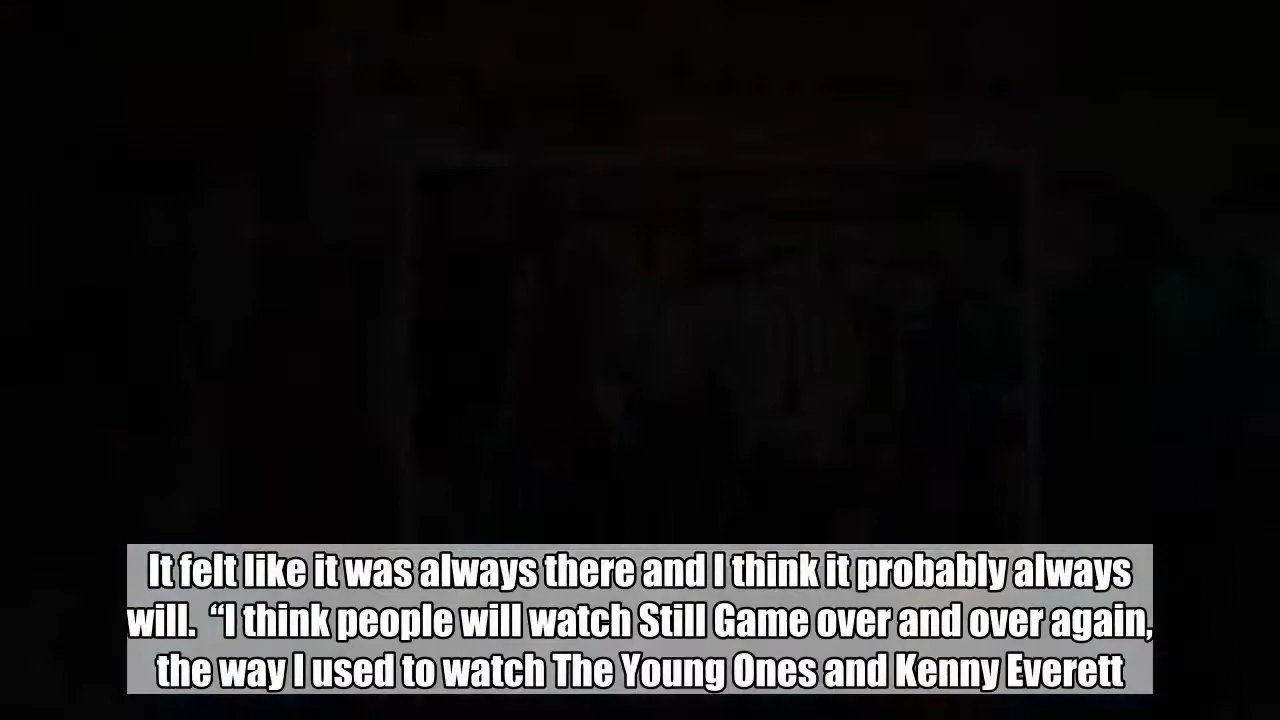 It felt like it was always there and I think it probably always
will.  “I think people will watch Still Game over and over again,
the way I used to watch The Young Ones and Kenny Everett